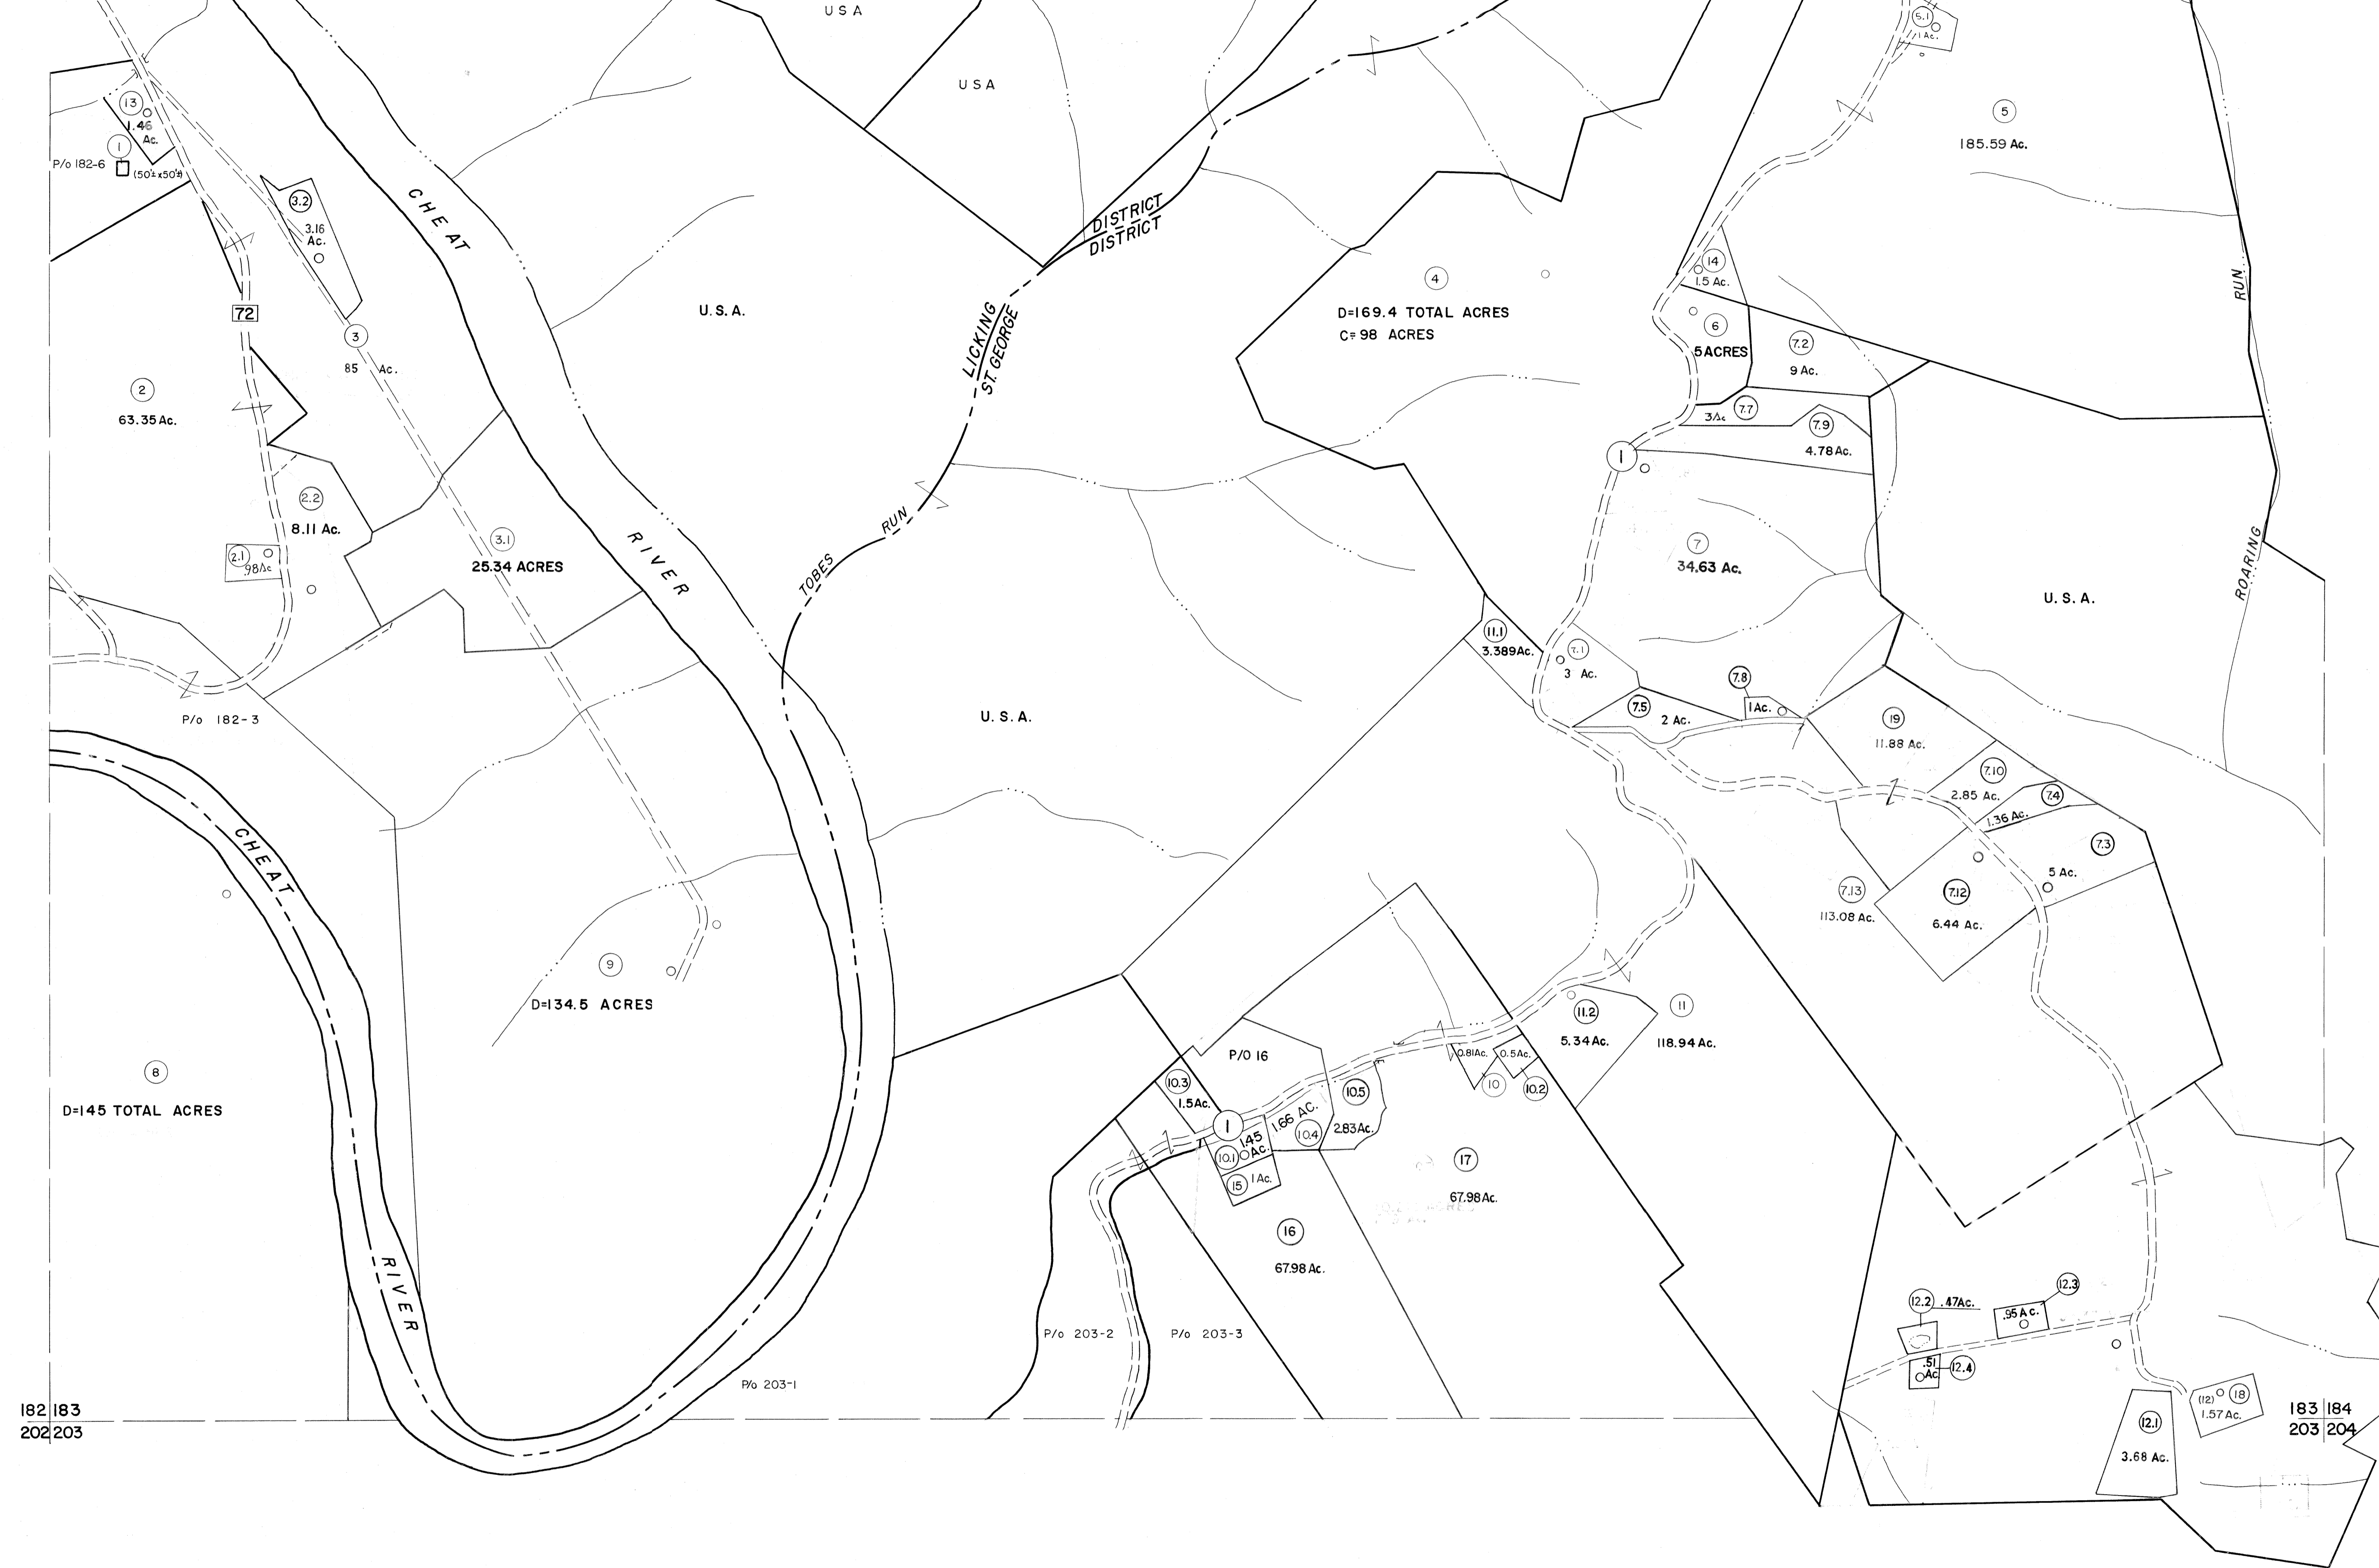 USA
USA
5.1
1 Ac.
5
185.59 Ac.
13
1.46
Ac.
1
P/o 182-6
(50'± x50'±)
3.2
3.16
Ac.
CHEAT
DISTRICT
DISTRICT
14
1.5 Ac.
4
D=169.4 TOTAL ACRES
C=98 ACRES
RUN
72
U.S.A.
LICKING
ST. GEORGE
6
5 ACRES
7.2
9 Ac.
3
85 Ac.
2
63.35 Ac.
7.7
3 Ac
7.9
4.78 Ac.
1
2.2
8.11 Ac.
2.1
.98 Ac
3.1
25.34 ACRES
RIVER
TOBES
RUN
7
34.63 Ac.
U.S.A.
ROARING
11.1
3.389 Ac.
7.1
3 Ac.
7.8
1 Ac.
7.5
2 Ac.
19
11.88 Ac.
P/o 182-3
U.S.A.
7.10
2.85 Ac.
7.4
1.36 Ac.
7.3
5 Ac.
CHEAT
7.13
113.08 Ac.
7.12
6.44 Ac.
9
D=134.5 ACRES
11.2
5.34 Ac.
11
118.94 Ac.
8
D=145 TOTAL ACRES
P/O 16
10.3
1.5 Ac.
0.81 Ac.
0.5 Ac.
10
10.2
10.5
2.83 Ac.
1
1.66 AC.
10.4
1.45
Ac.
10.1
15
1 Ac.
17
67.98 Ac.
16
67.98 Ac.
RIVER
12.2
.47 Ac.
12.3
.95 Ac.
P/o 203-2
P/o 203-3
.51
Ac.
12.4
P/o 203-1
(12)
18
1.57 Ac.
12.1
3.68 Ac.
182 183
202 203
183 184
203 204